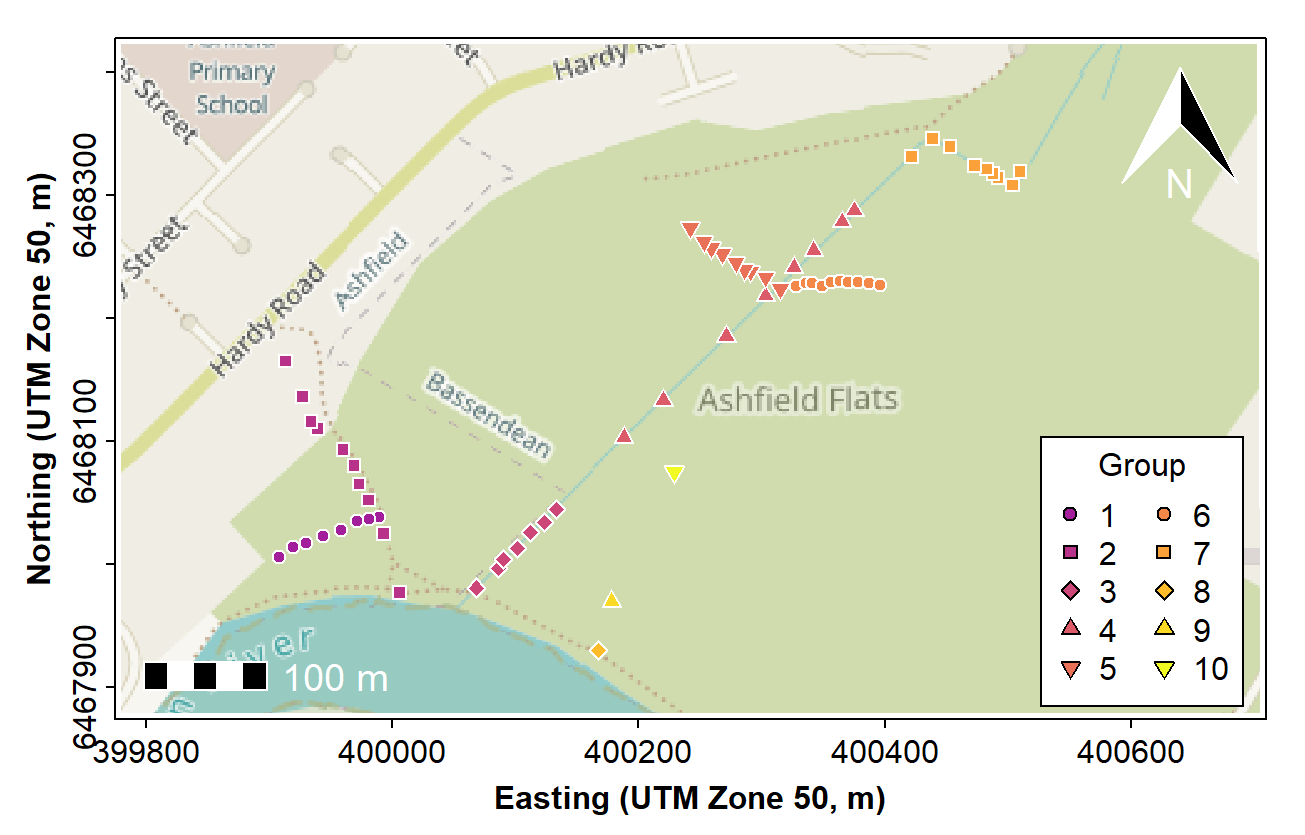 Primary
School
Street
Hardy
Street
Hardy Road
Ashfield
Bassendean
Ashfield Flats
N
100 m
Group
1
6
2
7
3
8
4
9
5
10
6468300
6468100
6467900
Northing (UTM Zone 50, m)
399800
400000
400200
400400
400600
Easting (UTM Zone 50, m)